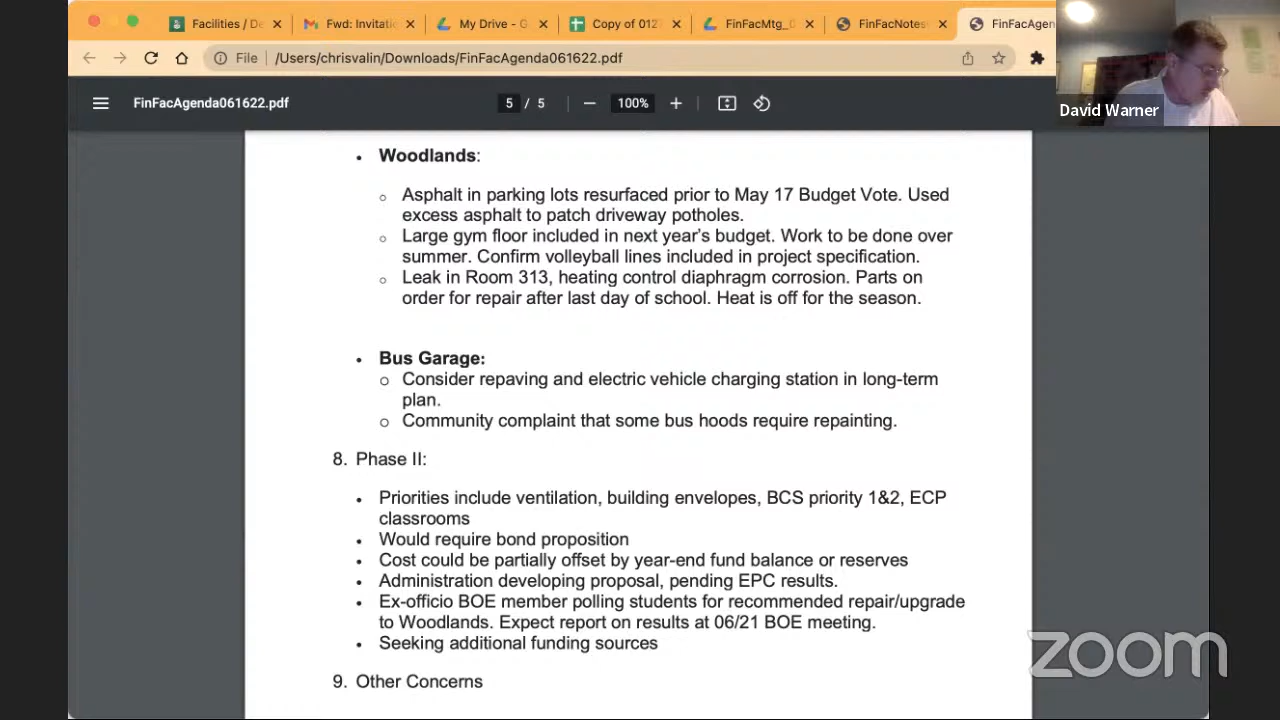 Facilities / De
Fwd: Invitatio
My Drive - G
Copy of 012
FinFacMtg_0
FinFacNotes
FinFacAgen
File
/Users/chrisvalin/Downloads/FinFacAgenda061622.pdf
FinFacAgenda061622.pdf
5 / 5
100%
David Warner
Woodlands:
Asphalt in parking lots resurfaced prior to May 17 Budget Vote. Used
excess asphalt to patch driveway potholes.
Large gym floor included in next year's budget. Work to be done over
summer. Confirm volleyball lines included in project specification.
Leak in Room 313, heating control diaphragm corrosion. Parts on
order for repair after last day of school. Heat is off for the season.
Bus Garage:
Consider repaving and electric vehicle charging station in long-term
plan.
Community complaint that some bus hoods require repainting.
8. Phase II:
Priorities include ventilation, building envelopes, BCS priority 1&2, ECP
classrooms
Would require bond proposition
Cost could be partially offset by year-end fund balance or reserves
Administration developing proposal, pending EPC results.
Ex-officio BOE member polling students for recommended repair/upgrade
to Woodlands. Expect report on results at 06/21 BOE meeting.
Seeking additional funding sources
9. Other Concerns
zoom